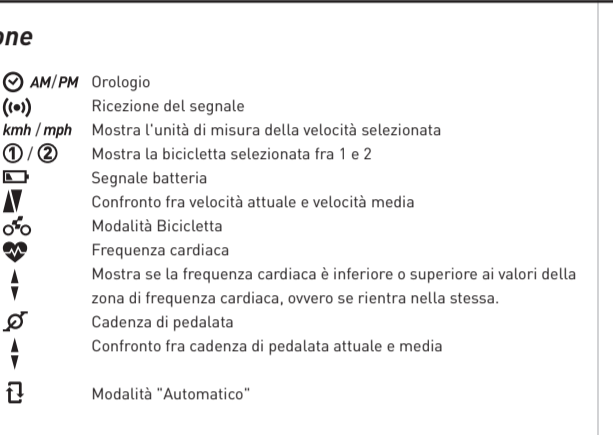 one
AM/PM Orologio
Ricezione del segnale
kmh / mph Mostra l'unità di misura della velocità selezionata
① / ② Mostra la bicicletta selezionata fra 1 e 2
Segnale batteria
Confronto fra velocità attuale e velocità media
Modalità Bicicletta
Frequenza cardiaca
Mostra se la frequenza cardiaca è inferiore o superiore ai valori della
zona di frequenza cardiaca, ovvero se rientra nella stessa.
Cadenza di pedalata
Confronto fra cadenza di pedalata attuale e media
Modalità "Automatico"